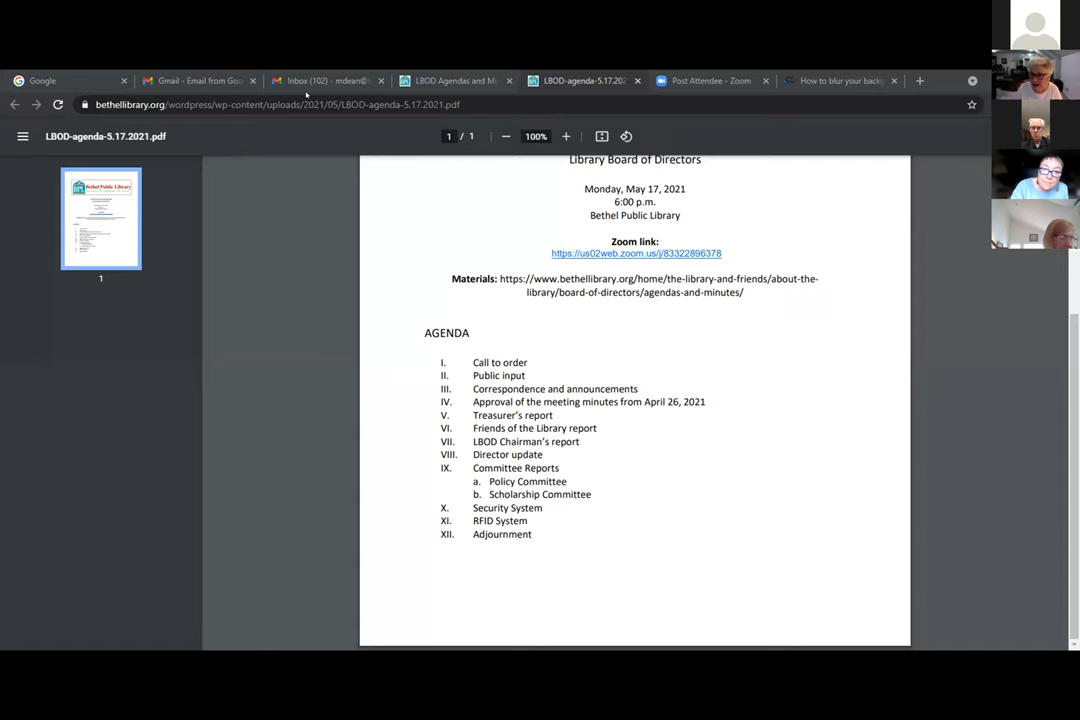 Google
Gmail - Email from Goo
Inbox (102) - mdean@b
LBOD Agendas and Mi
LBOD-agenda-5.17.202
Post Attendee - Zoom
How to blur your backg
bethellibrary.org/wordpress/wp-content/uploads/2021/05/LBOD-agenda-5.17.2021.pdf
LBOD-agenda-5.17.2021.pdf
1 / 1
100%
Bethel Public Library
1
Library Board of Directors
Monday, May 17, 2021
6:00 p.m.
Bethel Public Library
Zoom link:
https://us02web.zoom.us/j/83322896378
Materials: https://www.bethellibrary.org/home/the-library-and-friends/about-the-
library/board-of-directors/agendas-and-minutes/
AGENDA
I. Call to order
II. Public input
III. Correspondence and announcements
IV. Approval of the meeting minutes from April 26, 2021
V. Treasurer's report
VI. Friends of the Library report
VII. LBOD Chairman's report
VIII. Director update
IX. Committee Reports
a. Policy Committee
b. Scholarship Committee
X. Security System
XI. RFID System
XII. Adjournment